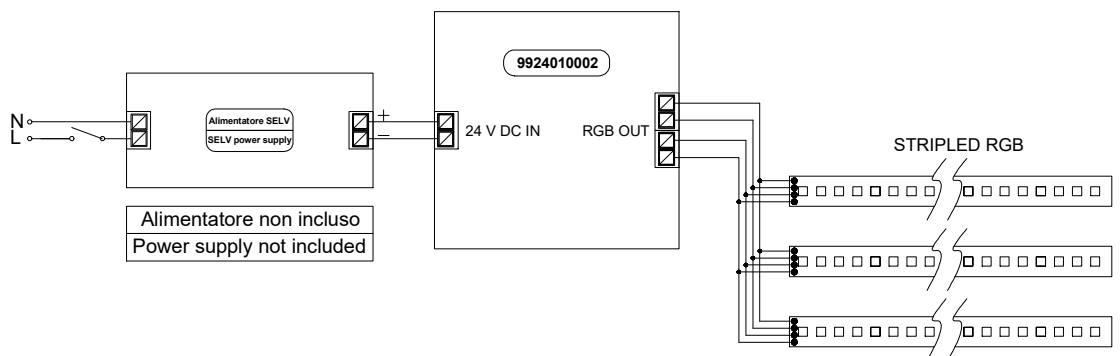 9924010002
N
L
Alimentatore SELV
SELV power supply
+
−
24 V DC IN
RGB OUT
STRIPLED RGB
Alimentatore non incluso
Power supply not included